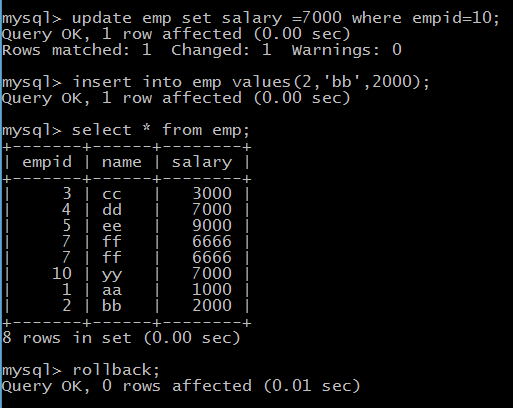 mysql> update emp set salary =7000 where empid=10;
Query OK, 1 row affected (0.00 sec)
Rows matched: 1  Changed: 1  Warnings: 0
mysql> insert into emp values(2,'bb',2000);
Query OK, 1 row affected (0.00 sec)
mysql> select * from emp;
+-------+------+--------+
| empid | name | salary |
+-------+------+--------+
|     3 | cc   |   3000 |
|     4 | dd   |   7000 |
|     5 | ee   |   9000 |
|     7 | ff   |   6666 |
|     7 | ff   |   6666 |
|    10 | yy   |   7000 |
|     1 | aa   |   1000 |
|     2 | bb   |   2000 |
+-------+------+--------+
8 rows in set (0.00 sec)
mysql> rollback;
Query OK, 0 rows affected (0.01 sec)